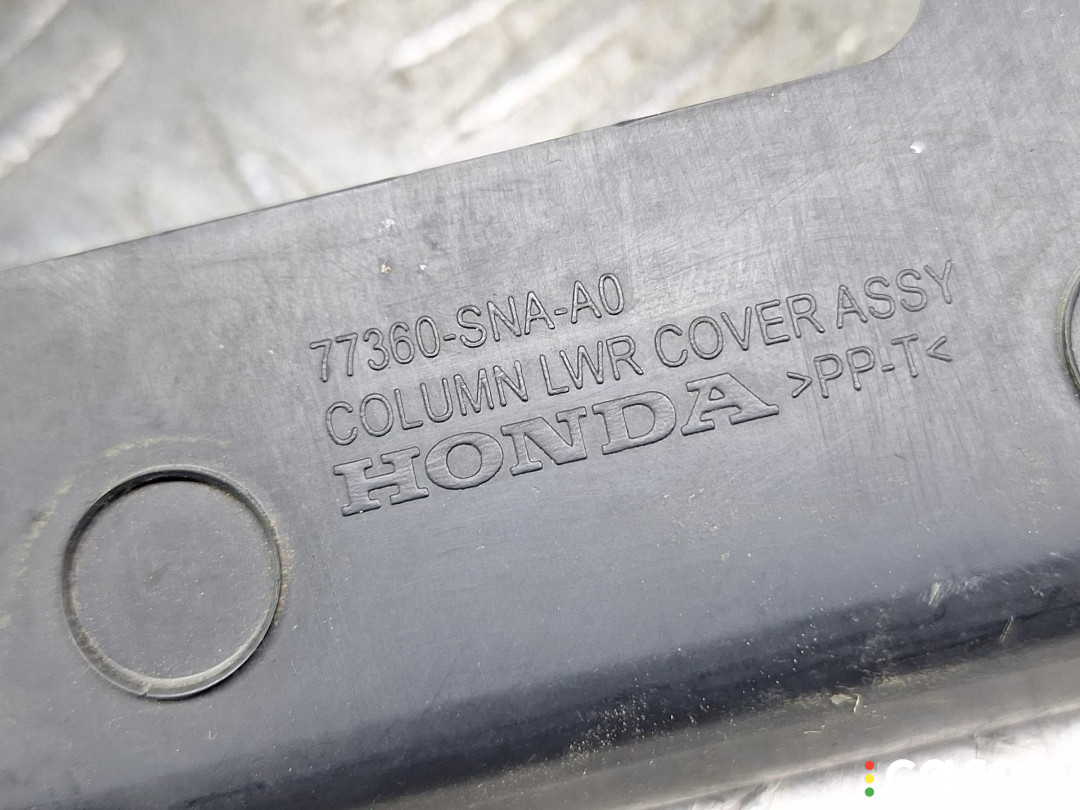 77360-SNA-A0
COLUMN LWR COVER ASSY
HONDA >PP-T<